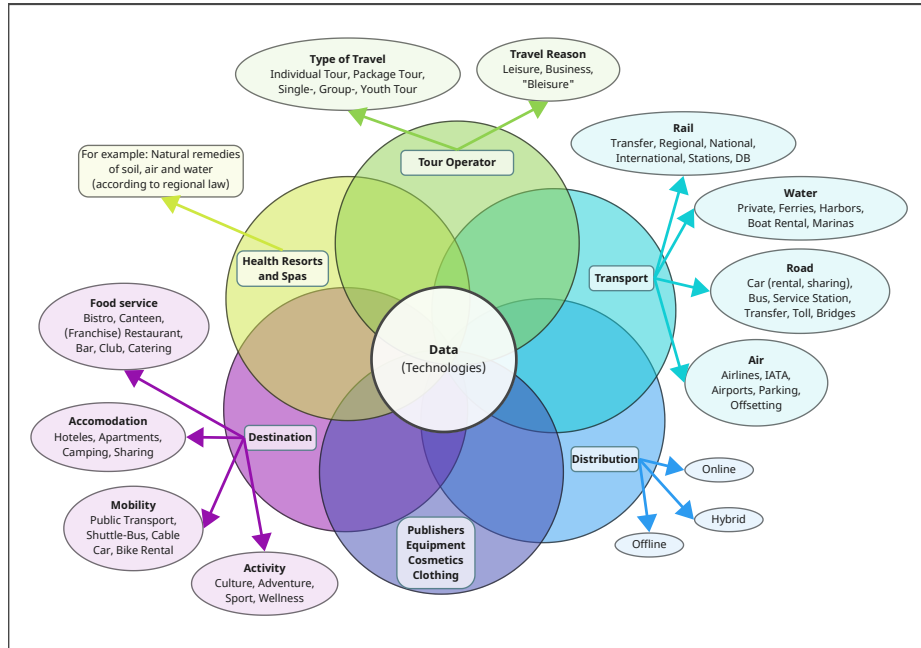 Type of Travel
Individual Tour, Package Tour,
Single-, Group-, Youth Tour
Travel Reason
Leisure, Business,
"Bleisure"
Rail
Transfer, Regional, National,
International, Stations, DB
For example: Natural remedies
of soil, air and water
(according to regional law)
Tour Operator
Water
Private, Ferries, Harbors,
Boat Rental, Marinas
Health Resorts
and Spas
Transport
Road
Car (rental, sharing),
Bus, Service Station,
Transfer, Toll, Bridges
Food service
Bistro, Canteen,
(Franchise) Restaurant,
Bar, Club, Catering
Data
(Technologies)
Air
Airlines, IATA,
Airports, Parking,
Offsetting
Accomodation
Hoteles, Apartments,
Camping, Sharing
Destination
Distribution
Online
Mobility
Public Transport,
Shuttle-Bus, Cable
Car, Bike Rental
Publishers
Equipment
Cosmetics
Clothing
Hybrid
Offline
Activity
Culture, Adventure,
Sport, Wellness